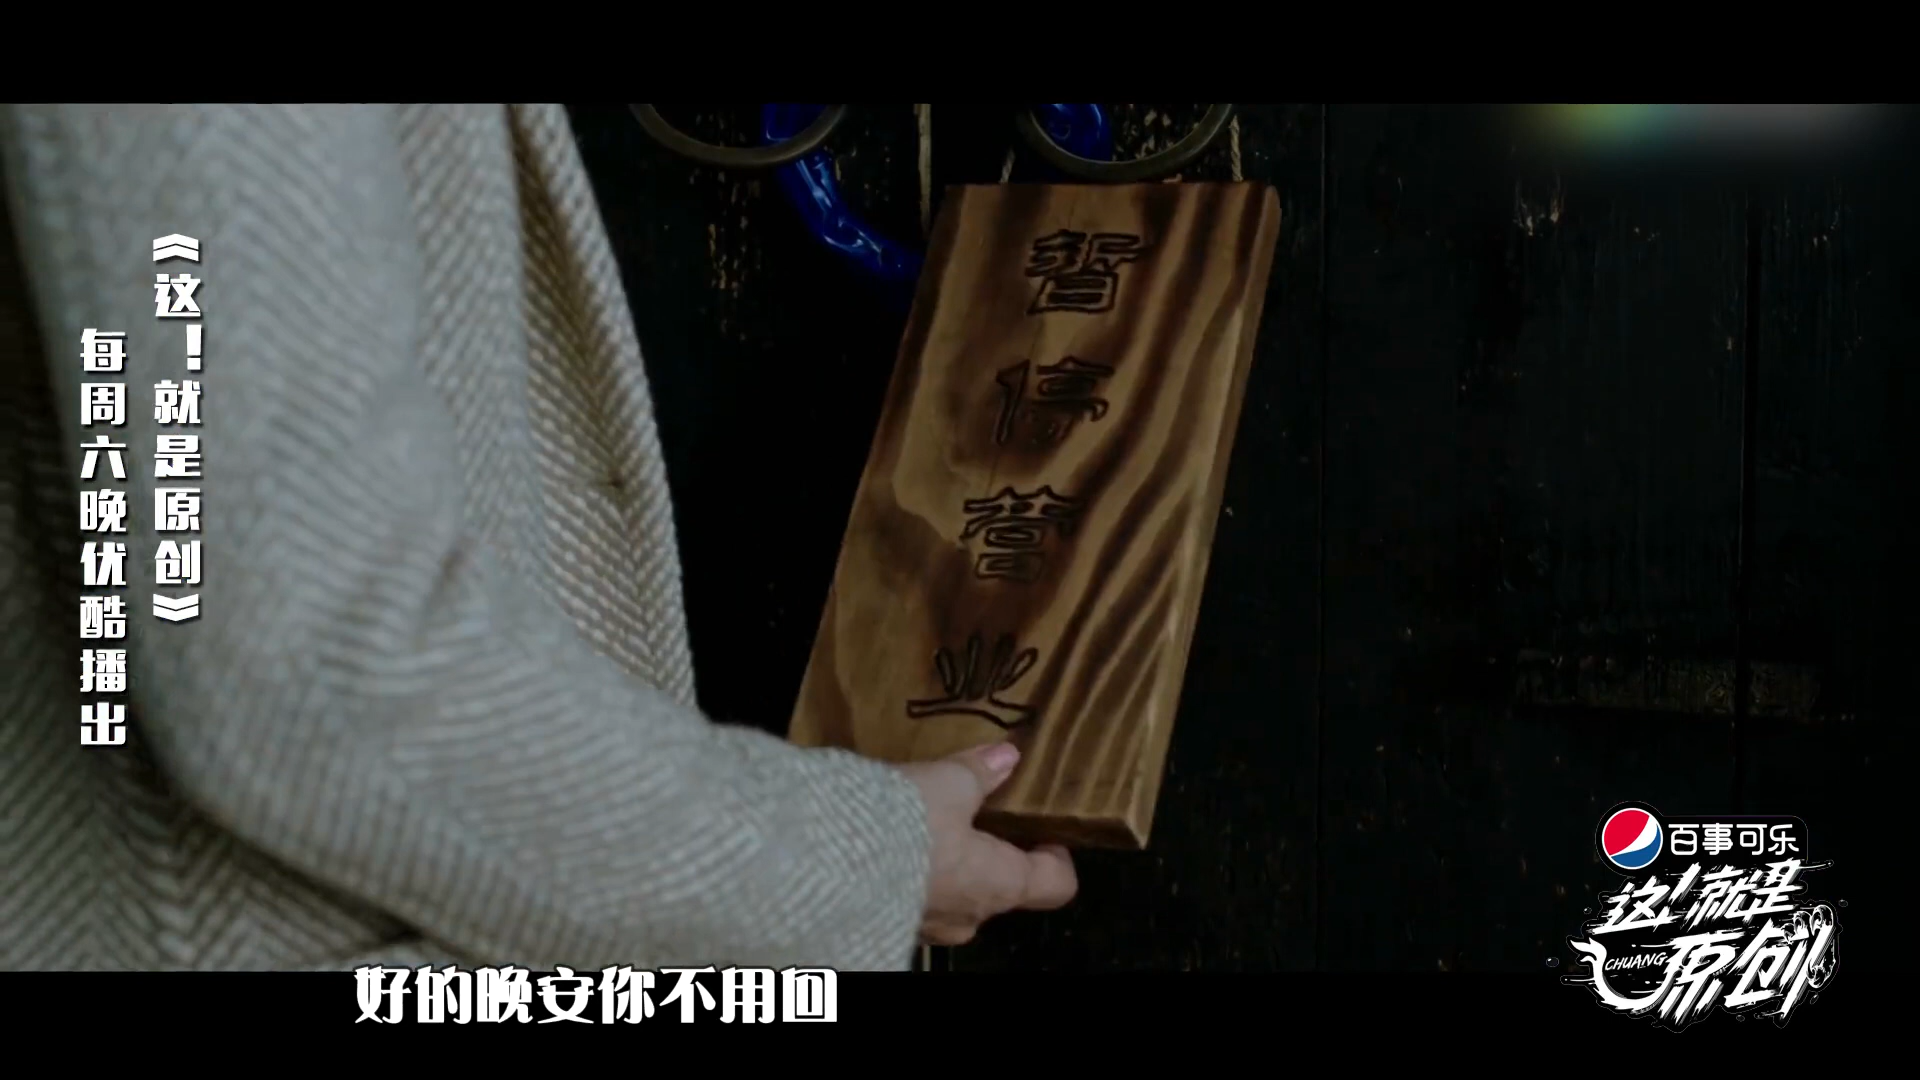 《这!就是原创》
每周六晚优酷播出
暂停营业
百事可乐
这!就是
原创
CHUANG
好的晚安你不用回